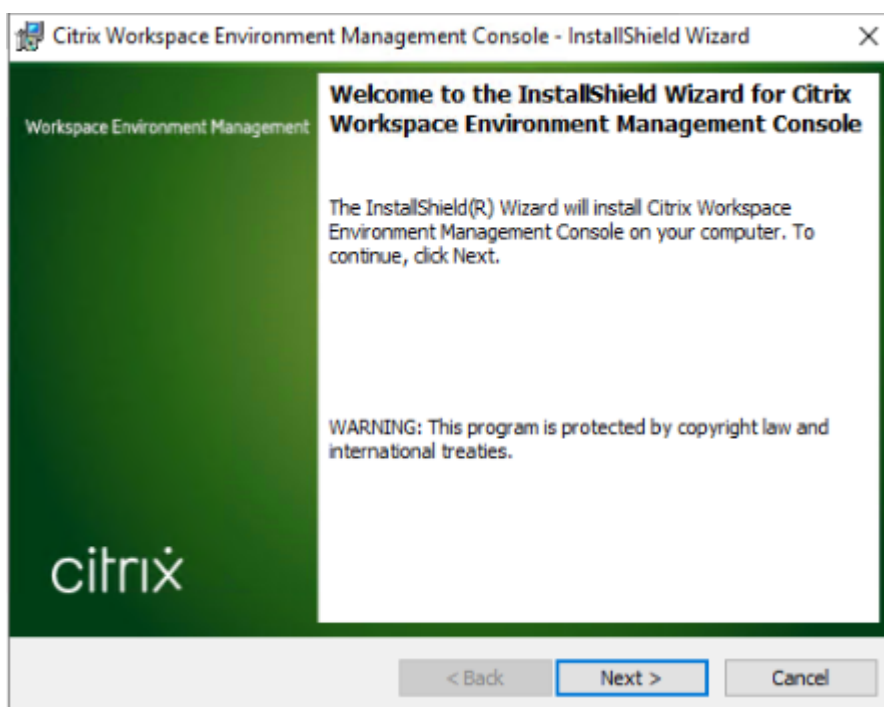 Citrix Workspace Environment Management Console - InstallShield Wizard
Workspace Environment Management
Welcome to the InstallShield Wizard for Citrix
Workspace Environment Management Console
The InstallShield(R) Wizard will install Citrix Workspace
Environment Management Console on your computer. To
continue, click Next.
WARNING: This program is protected by copyright law and
international treaties.
citrix
< Back
Next >
Cancel